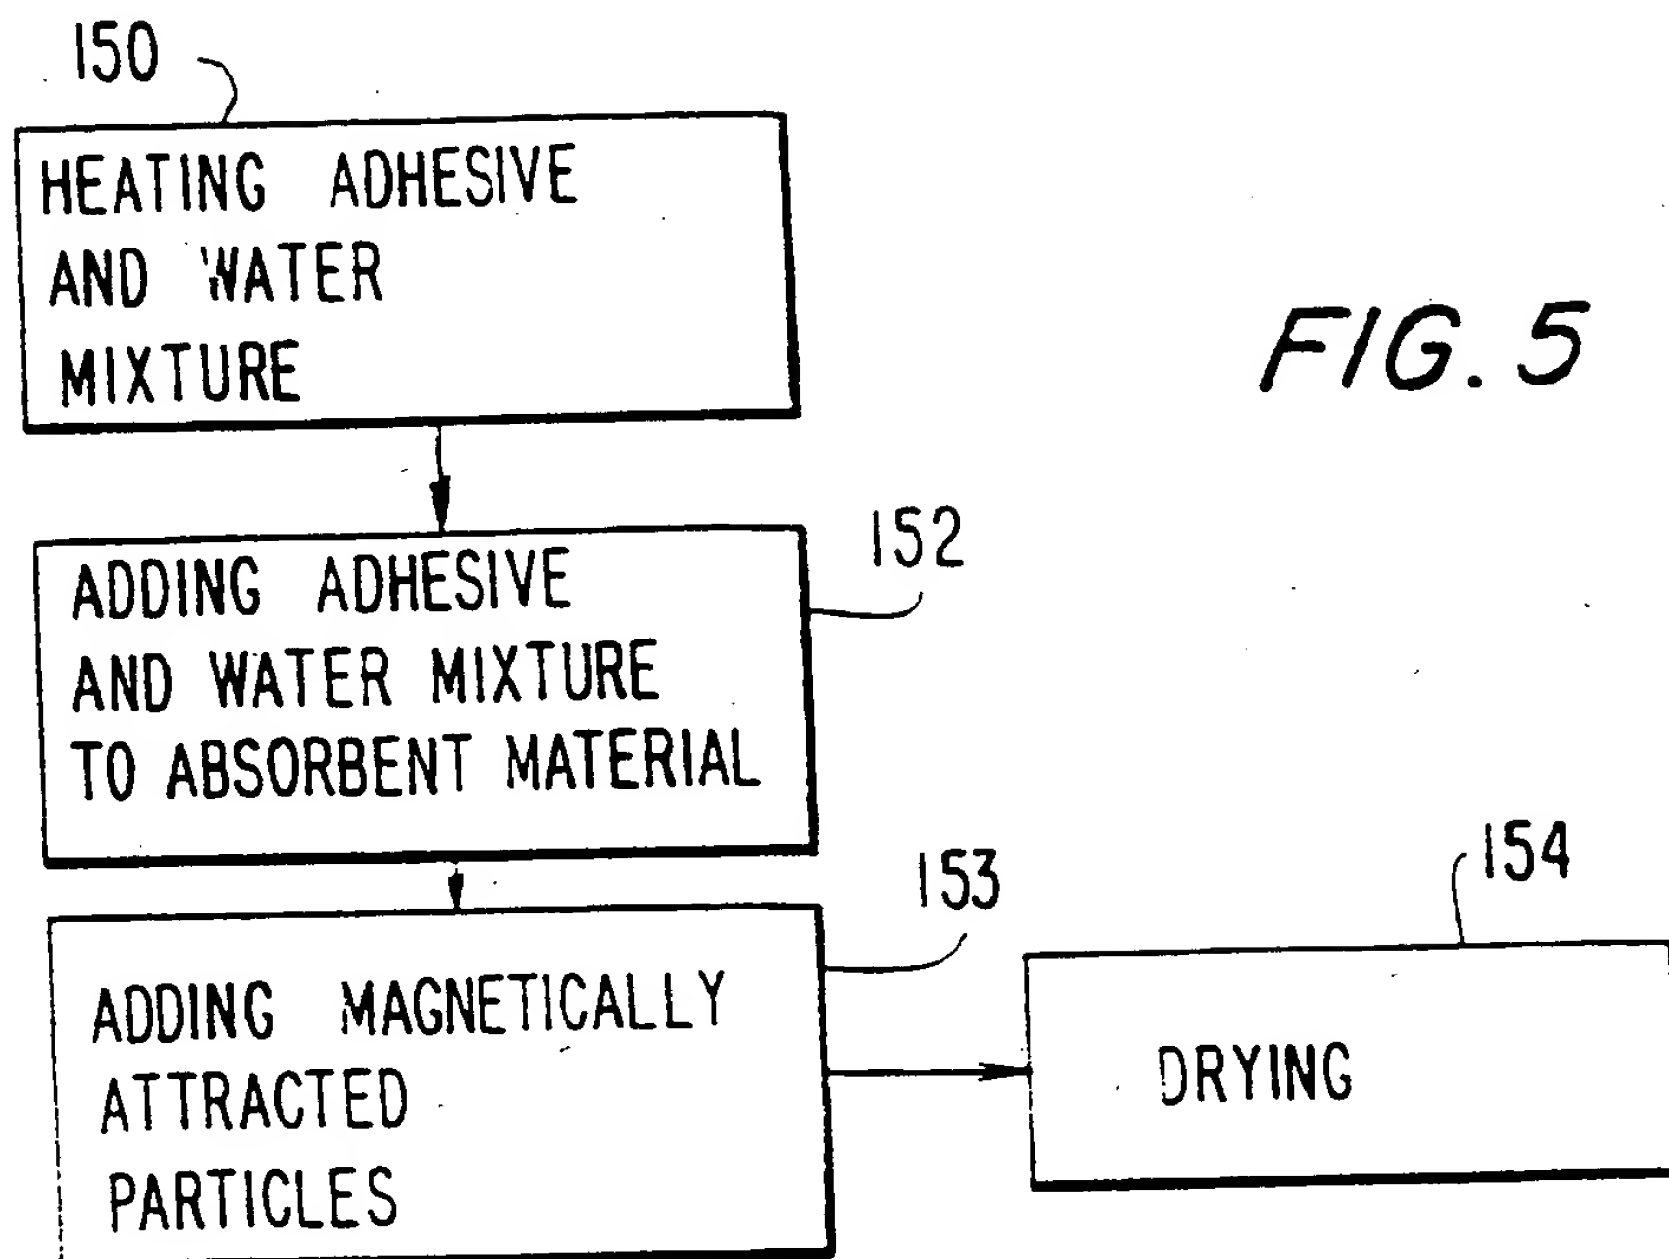 150
HEATING ADHESIVE
AND WATER
MIXTURE
FIG. 5
152
ADDING ADHESIVE
AND WATER MIXTURE
TO ABSORBENT MATERIAL
153
ADDING MAGNETICALLY
ATTRACTED
PARTICLES
154
DRYING